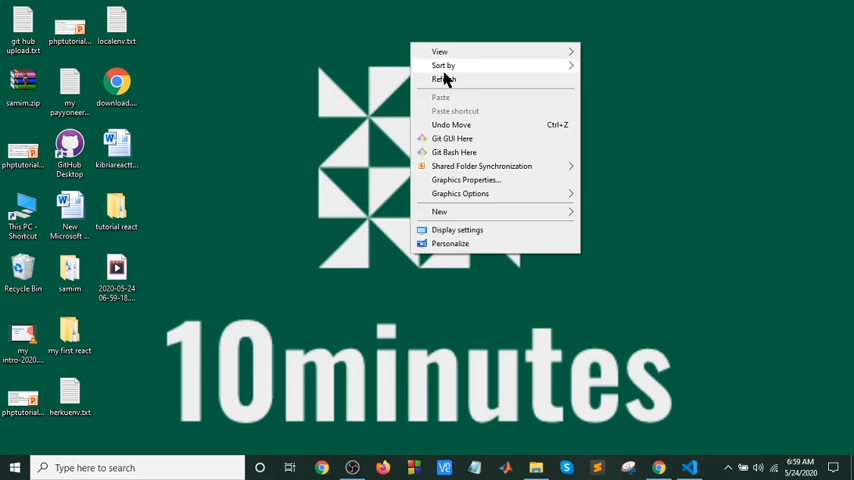 git hub
upload.txt
phptutorial...
localenv.txt
samim.zip
my
payyoneer...
download....
phptutorial...
GitHub
Desktop
kibriareactt...
This PC -
Shortcut
New
Microsoft ...
tutorial react
Recycle Bin
samim
2020-05-24
06-59-18....
my
intro-2020....
my first react
phptutorial...
herkuenv.txt
View
Sort by
Refresh
Paste
Paste shortcut
Undo Move Ctrl+Z
Git GUI Here
Git Bash Here
Shared Folder Synchronization
Graphics Properties...
Graphics Options
New
Display settings
Personalize
10minutes
Type here to search
6:59 AM
5/24/2020